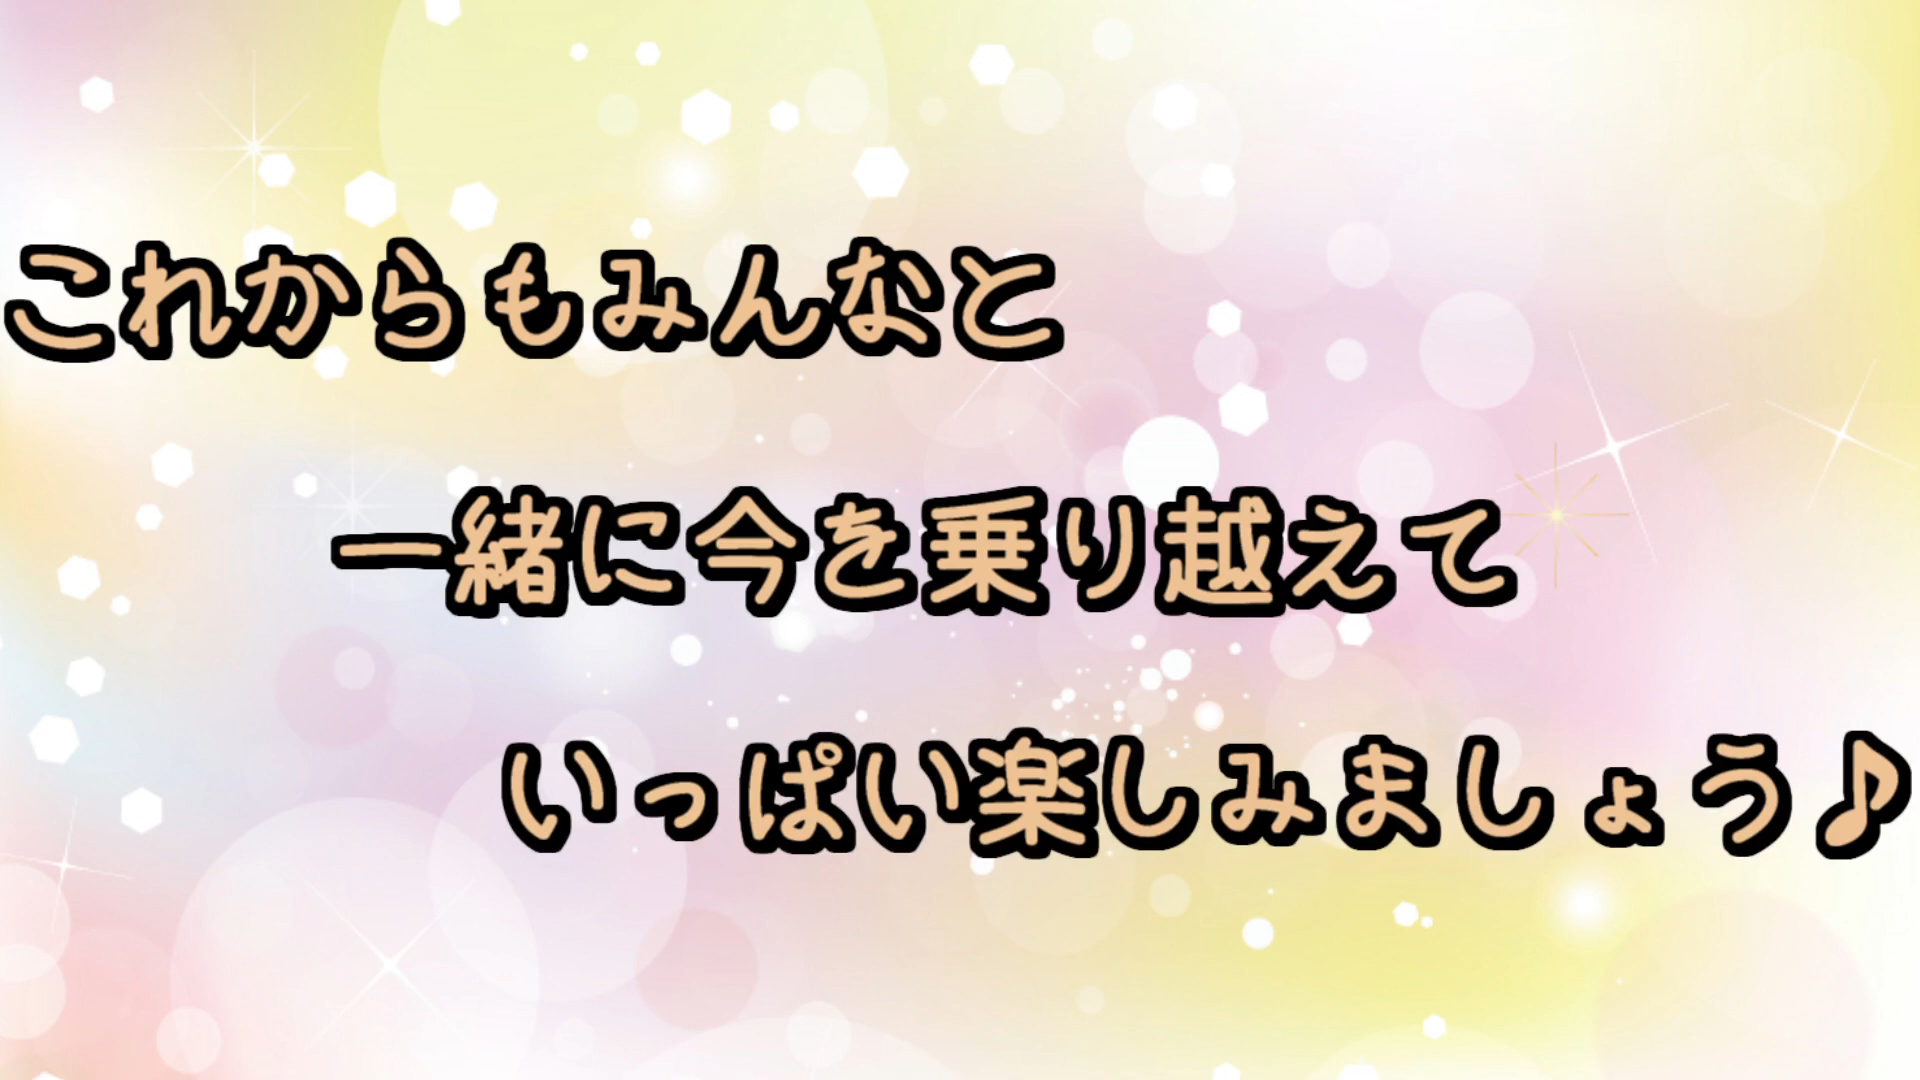 これからもみんなと
一緒に今を乗り越えて
いっぱい楽しみましょう♪